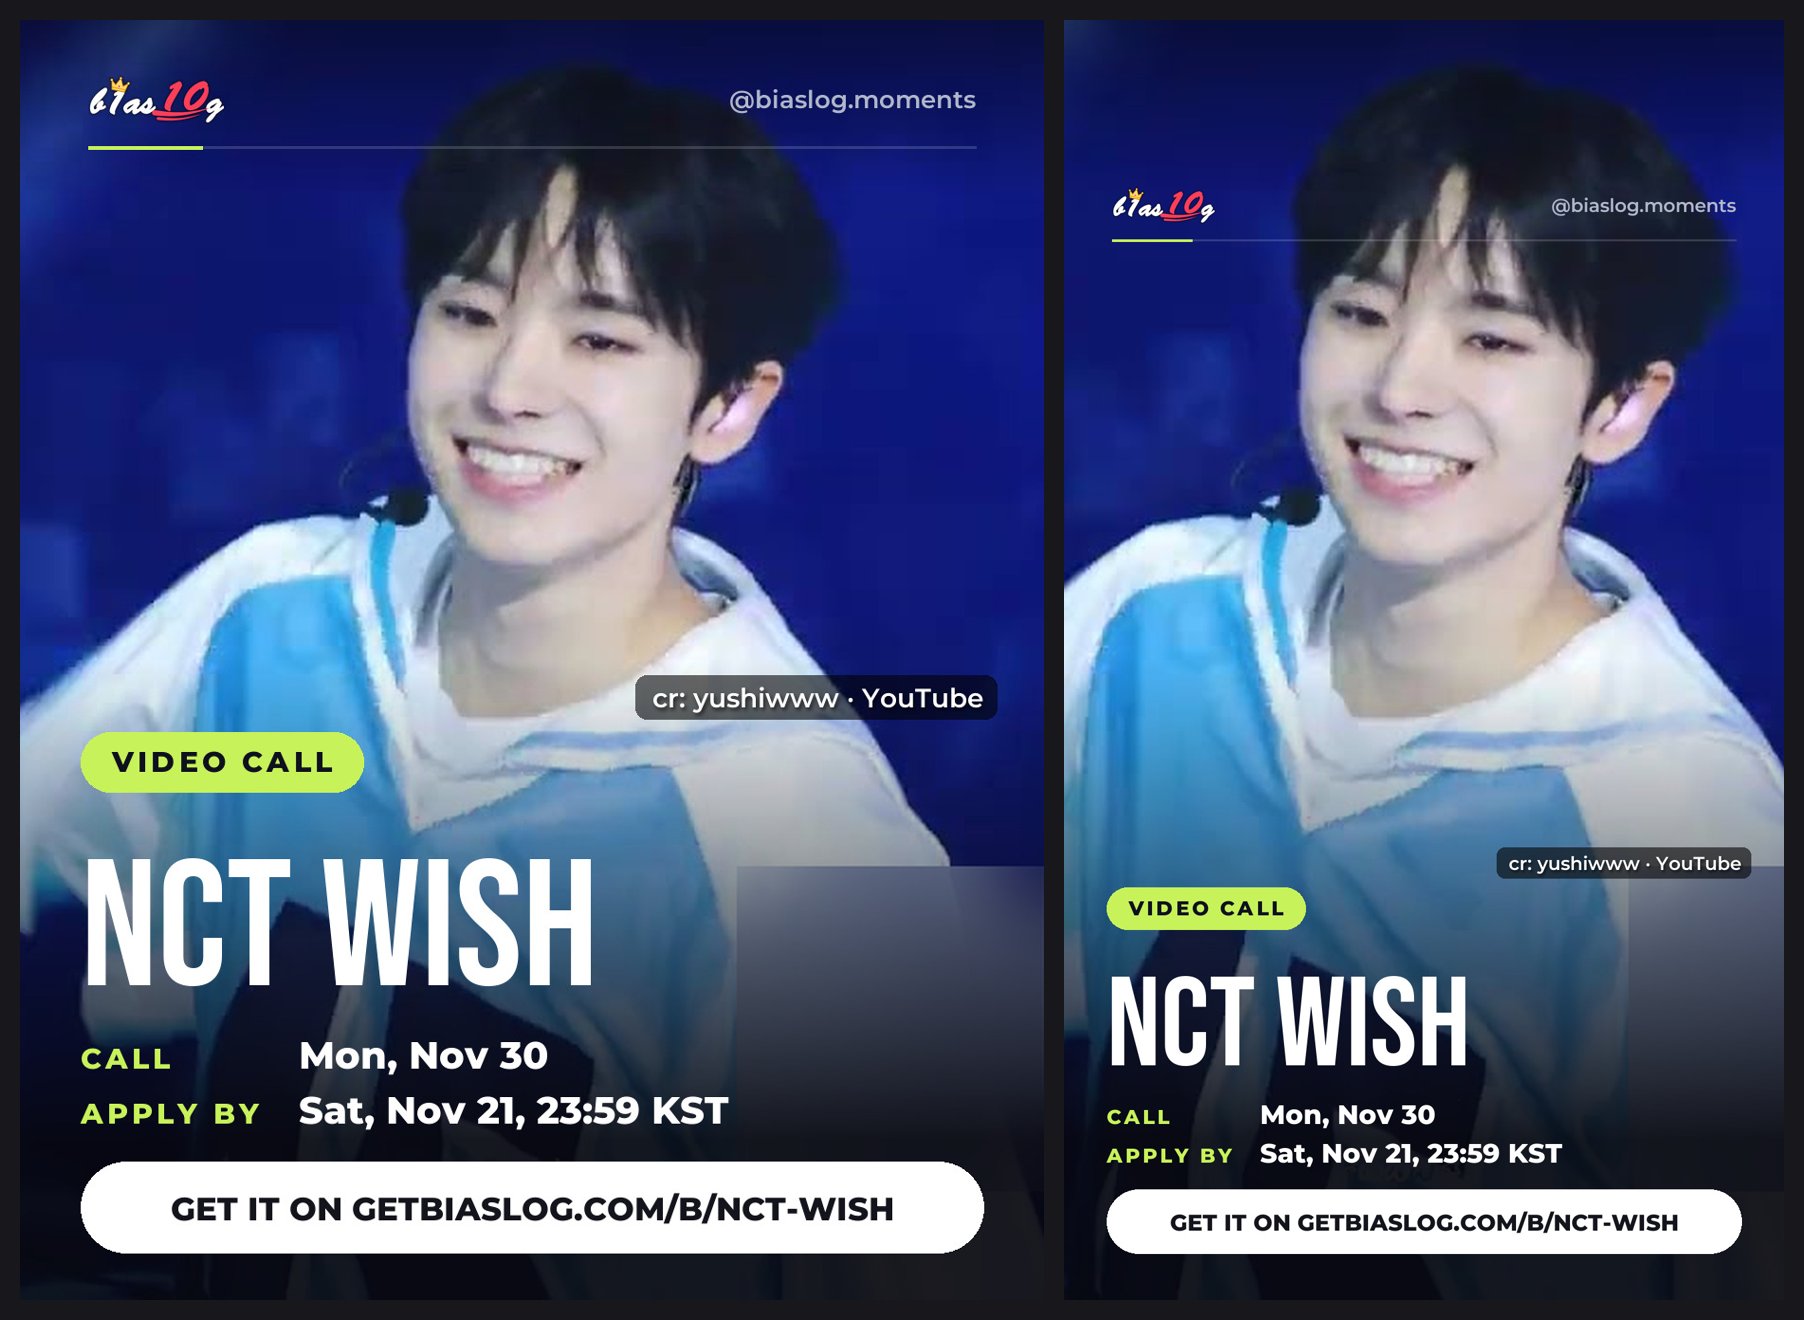 b1as10g
@biaslog.moments
cr: yushiwww · YouTube
VIDEO CALL
NCT WISH
CALL Mon, Nov 30
APPLY BY Sat, Nov 21, 23:59 KST
GET IT ON GETBIASLOG.COM/B/NCT-WISH
b1as10g
@biaslog.moments
cr: yushiwww · YouTube
VIDEO CALL
NCT WISH
CALL Mon, Nov 30
APPLY BY Sat, Nov 21, 23:59 KST
GET IT ON GETBIASLOG.COM/B/NCT-WISH